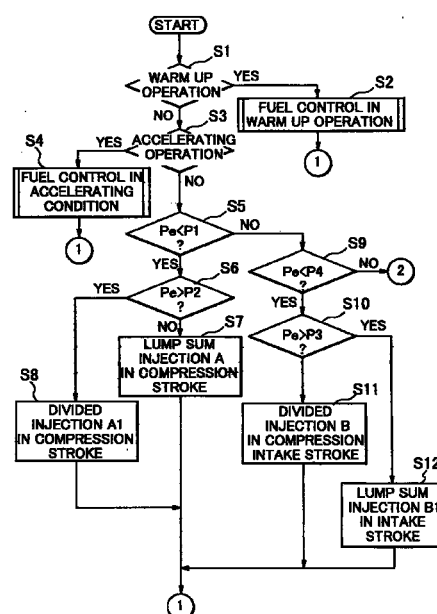 START
S1
WARM UP
OPERATION
YES
NO
S2
FUEL CONTROL IN
WARM UP OPERATION
1
S3
ACCELERATING
OPERATION
YES
NO
S4
FUEL CONTROL IN
ACCELERATING
CONDITION
1
S5
Pe<P1
?
NO
YES
S6
Pe>P2
?
YES
NO
S7
LUMP SUM
INJECTION A
IN COMPRESSION
STROKE
S8
DIVIDED
INJECTION A1
IN COMPRESSION
STROKE
S9
Pe<P4
?
NO
2
YES
S10
Pe>P3
?
YES
S11
DIVIDED
INJECTION B
IN COMPRESSION
INTAKE STROKE
S12
LUMP SUM
INJECTION B1
IN INTAKE
STROKE
1